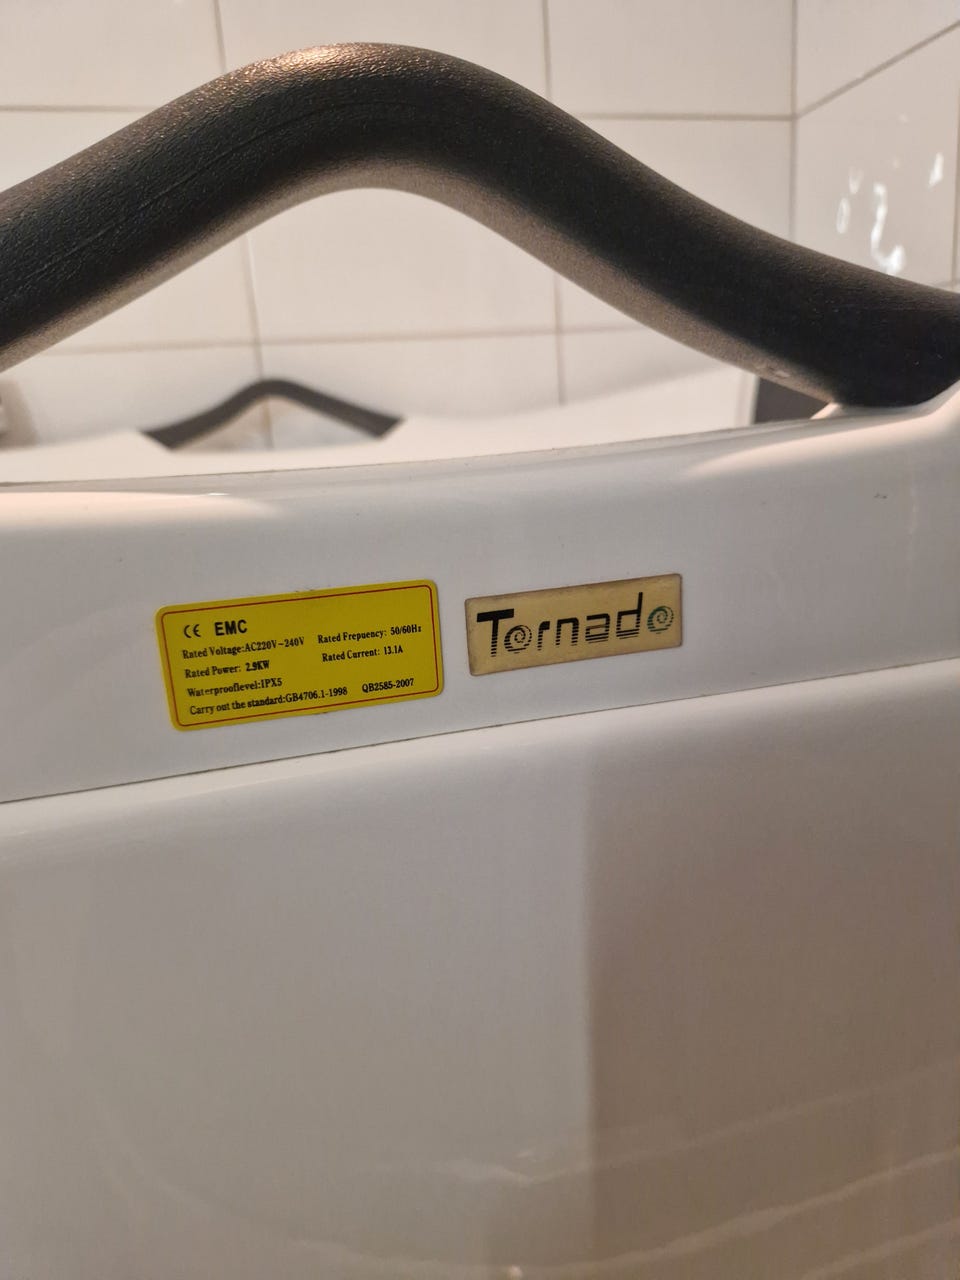 CE EMC
Rated Voltage:AC220V~240V Rated Frepuency: 50/60Hz
Rated Power: 2.9KW Rated Current: 13.1A
Waterprooflevel:IPX5
Carry out the standard:GB4706.1-1998 QB2585-2007
Tornado